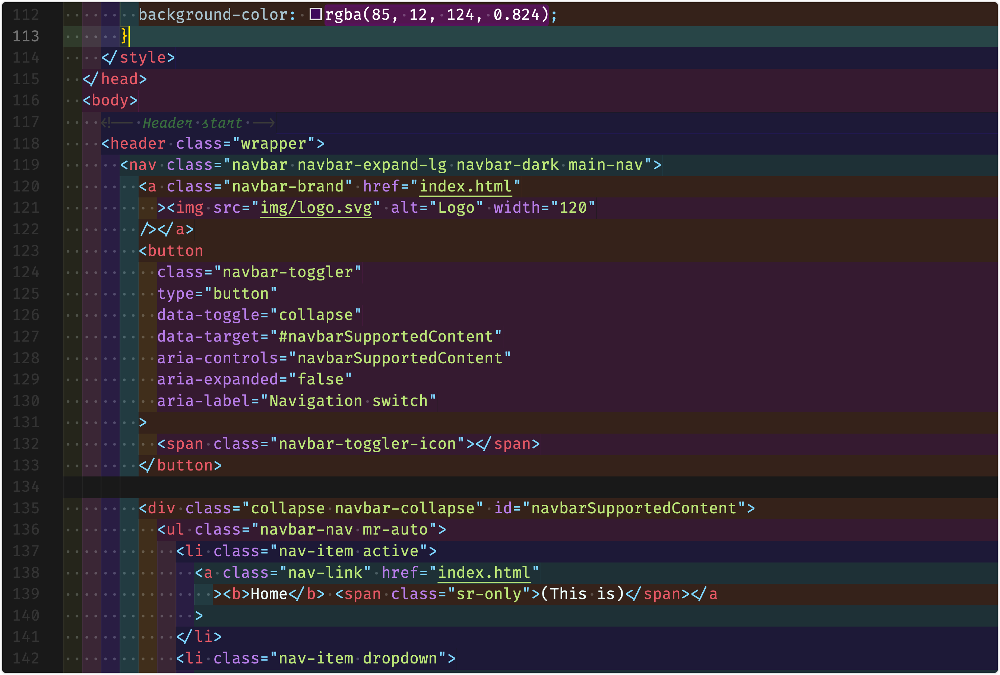 112 background-color: rgba(85, 12, 124, 0.824);
113 }
114 </style>
115 </head>
116 <body>
117 <!-- Header start -->
118 <header class="wrapper">
119 <nav class="navbar navbar-expand-lg navbar-dark main-nav">
120 <a class="navbar-brand" href="index.html"
121 ><img src="img/logo.svg" alt="Logo" width="120"
122 /></a>
123 <button
124 class="navbar-toggler"
125 type="button"
126 data-toggle="collapse"
127 data-target="#navbarSupportedContent"
128 aria-controls="navbarSupportedContent"
129 aria-expanded="false"
130 aria-label="Navigation switch"
131 >
132 <span class="navbar-toggler-icon"></span>
133 </button>
134
135 <div class="collapse navbar-collapse" id="navbarSupportedContent">
136 <ul class="navbar-nav mr-auto">
137 <li class="nav-item active">
138 <a class="nav-link" href="index.html"
139 ><b>Home</b> <span class="sr-only">(This is)</span></a
140 >
141 </li>
142 <li class="nav-item dropdown">